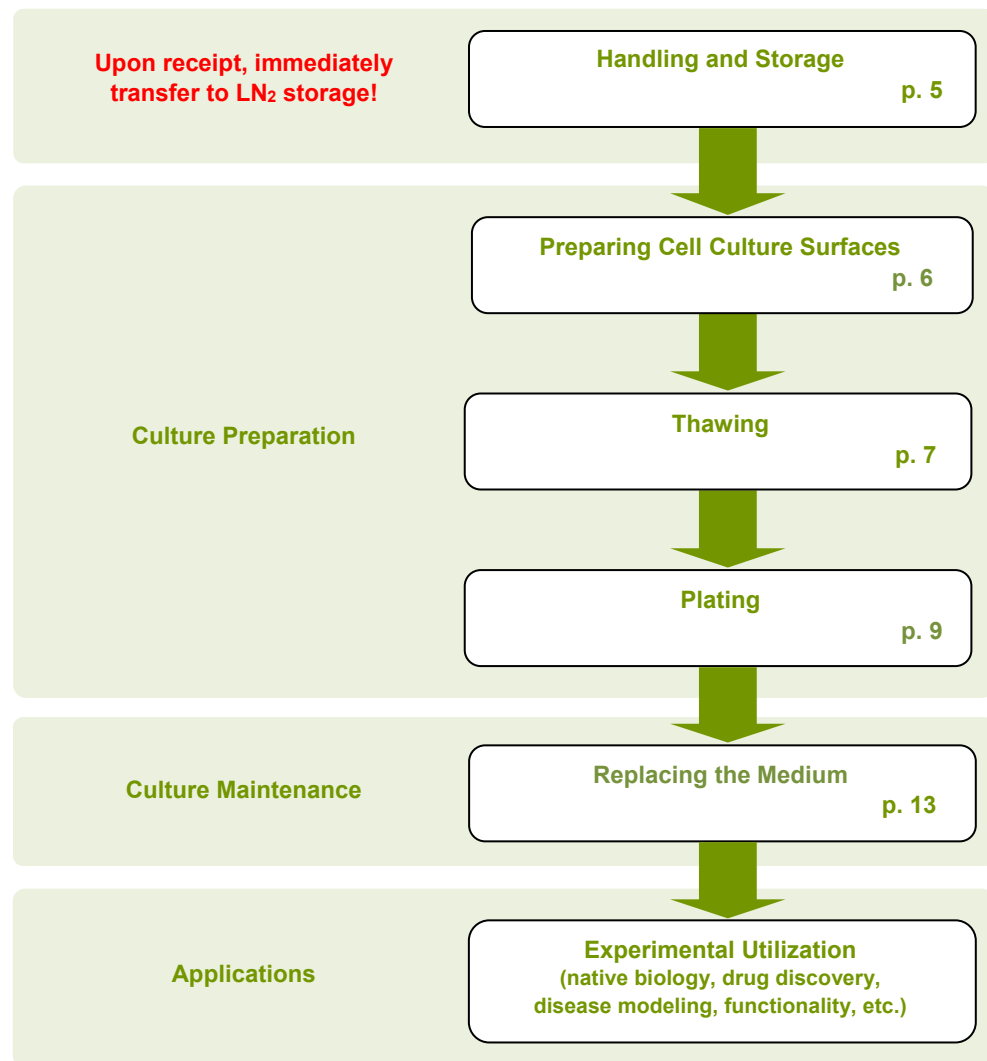 Upon receipt, immediately
transfer to LN₂ storage!
Handling and Storage
p. 5
Culture Preparation
Preparing Cell Culture Surfaces
p. 6
Thawing
p. 7
Plating
p. 9
Culture Maintenance
Replacing the Medium
p. 13
Applications
Experimental Utilization
(native biology, drug discovery,
disease modeling, functionality, etc.)